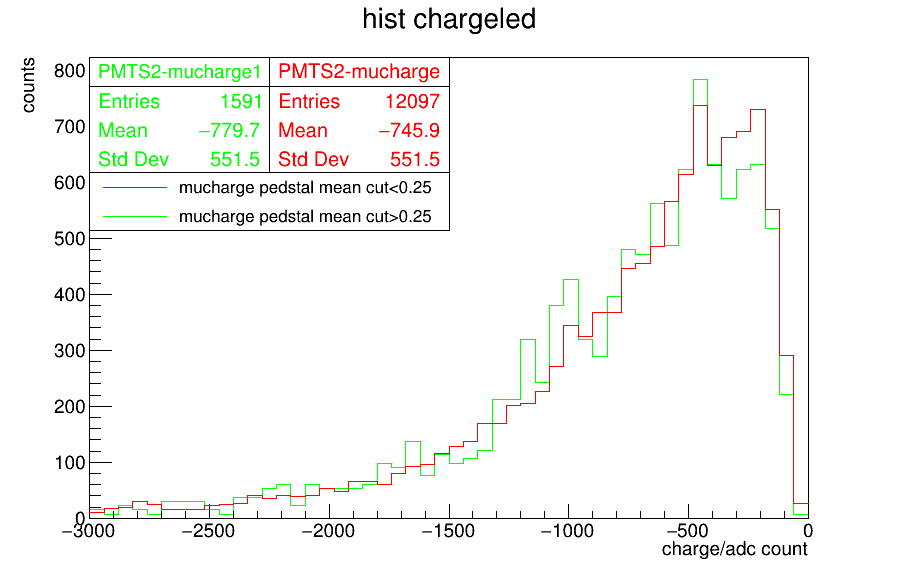 hist chargeled
counts
PMTS2-mucharge1
Entries 1591
Mean −779.7
Std Dev 551.5
PMTS2-mucharge
Entries 12097
Mean −745.9
Std Dev 551.5
mucharge pedstal mean cut<0.25
mucharge pedstal mean cut>0.25
800
700
600
500
400
300
200
100
0
−3000 −2500 −2000 −1500 −1000 −500 0
charge/adc count